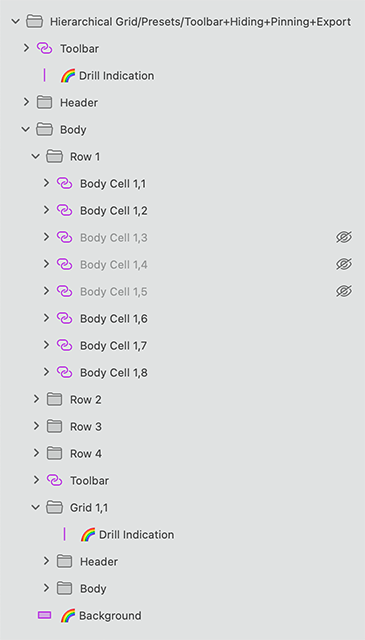 Hierarchical Grid/Presets/Toolbar+Hiding+Pinning+Export
Toolbar
🌈 Drill Indication
Header
Body
Row 1
Body Cell 1,1
Body Cell 1,2
Body Cell 1,3
Body Cell 1,4
Body Cell 1,5
Body Cell 1,6
Body Cell 1,7
Body Cell 1,8
Row 2
Row 3
Row 4
Toolbar
Grid 1,1
🌈 Drill Indication
Header
Body
🌈 Background